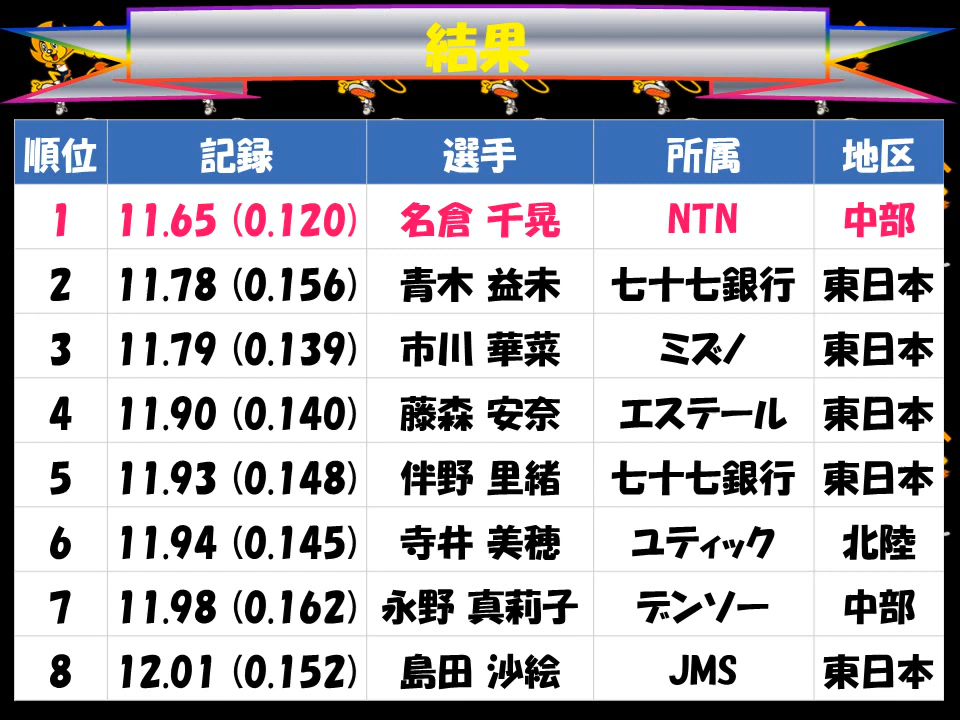 結果
順位 記録 選手 所属 地区
1 11.65 (0.120) 名倉 千晃 NTN 中部
2 11.78 (0.156) 青木 益未 七十七銀行 東日本
3 11.79 (0.139) 市川 華菜 ミズノ 東日本
4 11.90 (0.140) 藤森 安奈 エステール 東日本
5 11.93 (0.148) 伴野 里緒 七十七銀行 東日本
6 11.94 (0.145) 寺井 美穂 ユティック 北陸
7 11.98 (0.162) 永野 真莉子 デンソー 中部
8 12.01 (0.152) 島田 沙絵 JMS 東日本